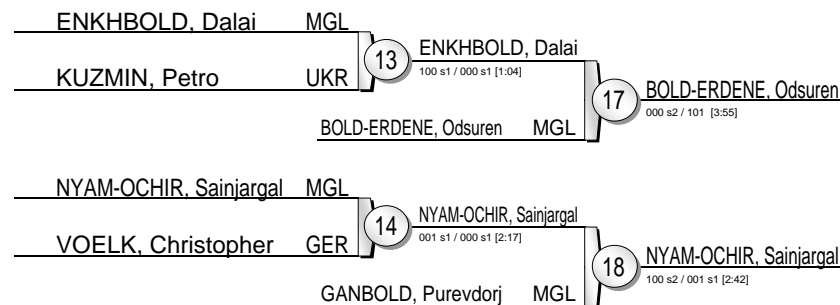 ENKHBOLD, Dalai MGL
KUZMIN, Petro UKR
13
ENKHBOLD, Dalai
100 s1 / 000 s1 [1:04]
BOLD-ERDENE, Odsuren MGL
17
BOLD-ERDENE, Odsuren
000 s2 / 101 [3:55]
NYAM-OCHIR, Sainjargal MGL
VOELK, Christopher GER
14
NYAM-OCHIR, Sainjargal
001 s1 / 000 s1 [2:17]
GANBOLD, Purevdorj MGL
18
NYAM-OCHIR, Sainjargal
100 s2 / 001 s1 [2:42]